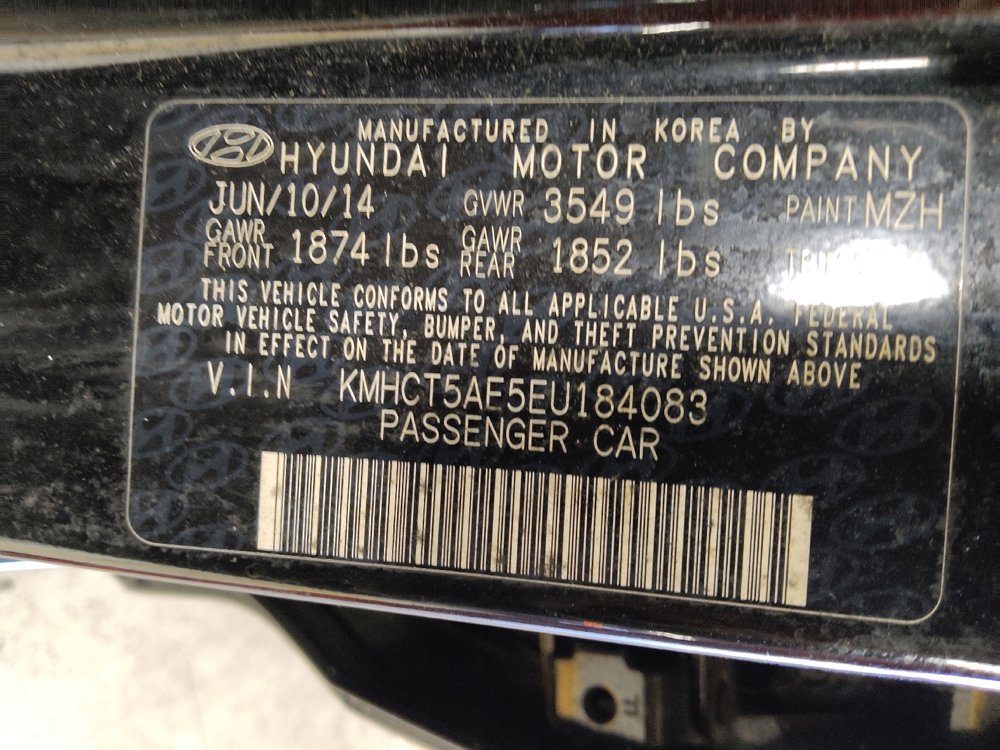 MANUFACTURED IN KOREA BY
HYUNDAI MOTOR COMPANY
JUN/10/14 GVWR 3549 lbs PAINT MZH
GAWR FRONT 1874 lbs GAWR REAR 1852 lbs
THIS VEHICLE CONFORMS TO ALL APPLICABLE U.S.A. FEDERAL
MOTOR VEHICLE SAFETY, BUMPER, AND THEFT PREVENTION STANDARDS
IN EFFECT ON THE DATE OF MANUFACTURE SHOWN ABOVE
V.I.N KMHCT5AE5EU184083
PASSENGER CAR